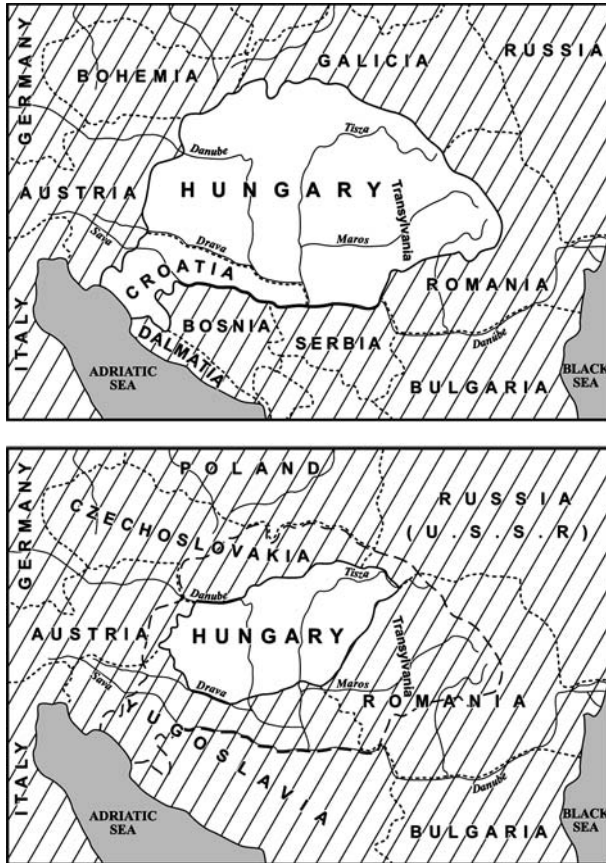 GERMANY
BOHEMIA
GALICIA
RUSSIA
Tisza
Danube
AUSTRIA
HUNGARY
Transylvania
Sava
Drava
Maros
CROATIA
ROMANIA
BOSNIA
SERBIA
Danube
ITALY
DALMATIA
ADRIATIC
SEA
BULGARIA
BLACK
SEA
GERMANY
POLAND
CZECHOSLOVAKIA
RUSSIA
(U.S.S.R)
Tisza
Danube
AUSTRIA
HUNGARY
Transylvania
Sava
Drava
Maros
ROMANIA
YUGOSLAVIA
Danube
ITALY
ADRIATIC
SEA
BULGARIA
BLACK
SEA